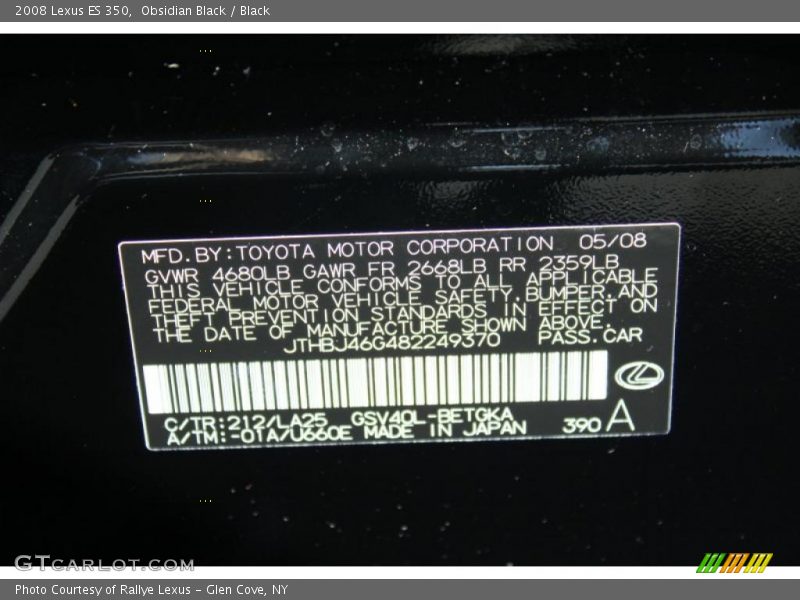 2008 Lexus ES 350,  Obsidian Black / Black
MFD.BY:TOYOTA MOTOR CORPORATION 05/08
GVWR 4680LB GAWR FR 2668LB RR 2359LB
THIS VEHICLE CONFORMS TO ALL APPLICABLE
FEDERAL MOTOR VEHICLE SAFETY,BUMPER,AND
THEFT PREVENTION STANDARDS IN EFFECT ON
THE DATE OF MANUFACTURE SHOWN ABOVE.
JTHBJ46G482249370 PASS.CAR
C/TR:212/LA25 GSV40L-BETGKA
A/TM:-01A/U660E MADE IN JAPAN 390 A
GTCARLOT.COM
Photo Courtesy of Rallye Lexus - Glen Cove, NY